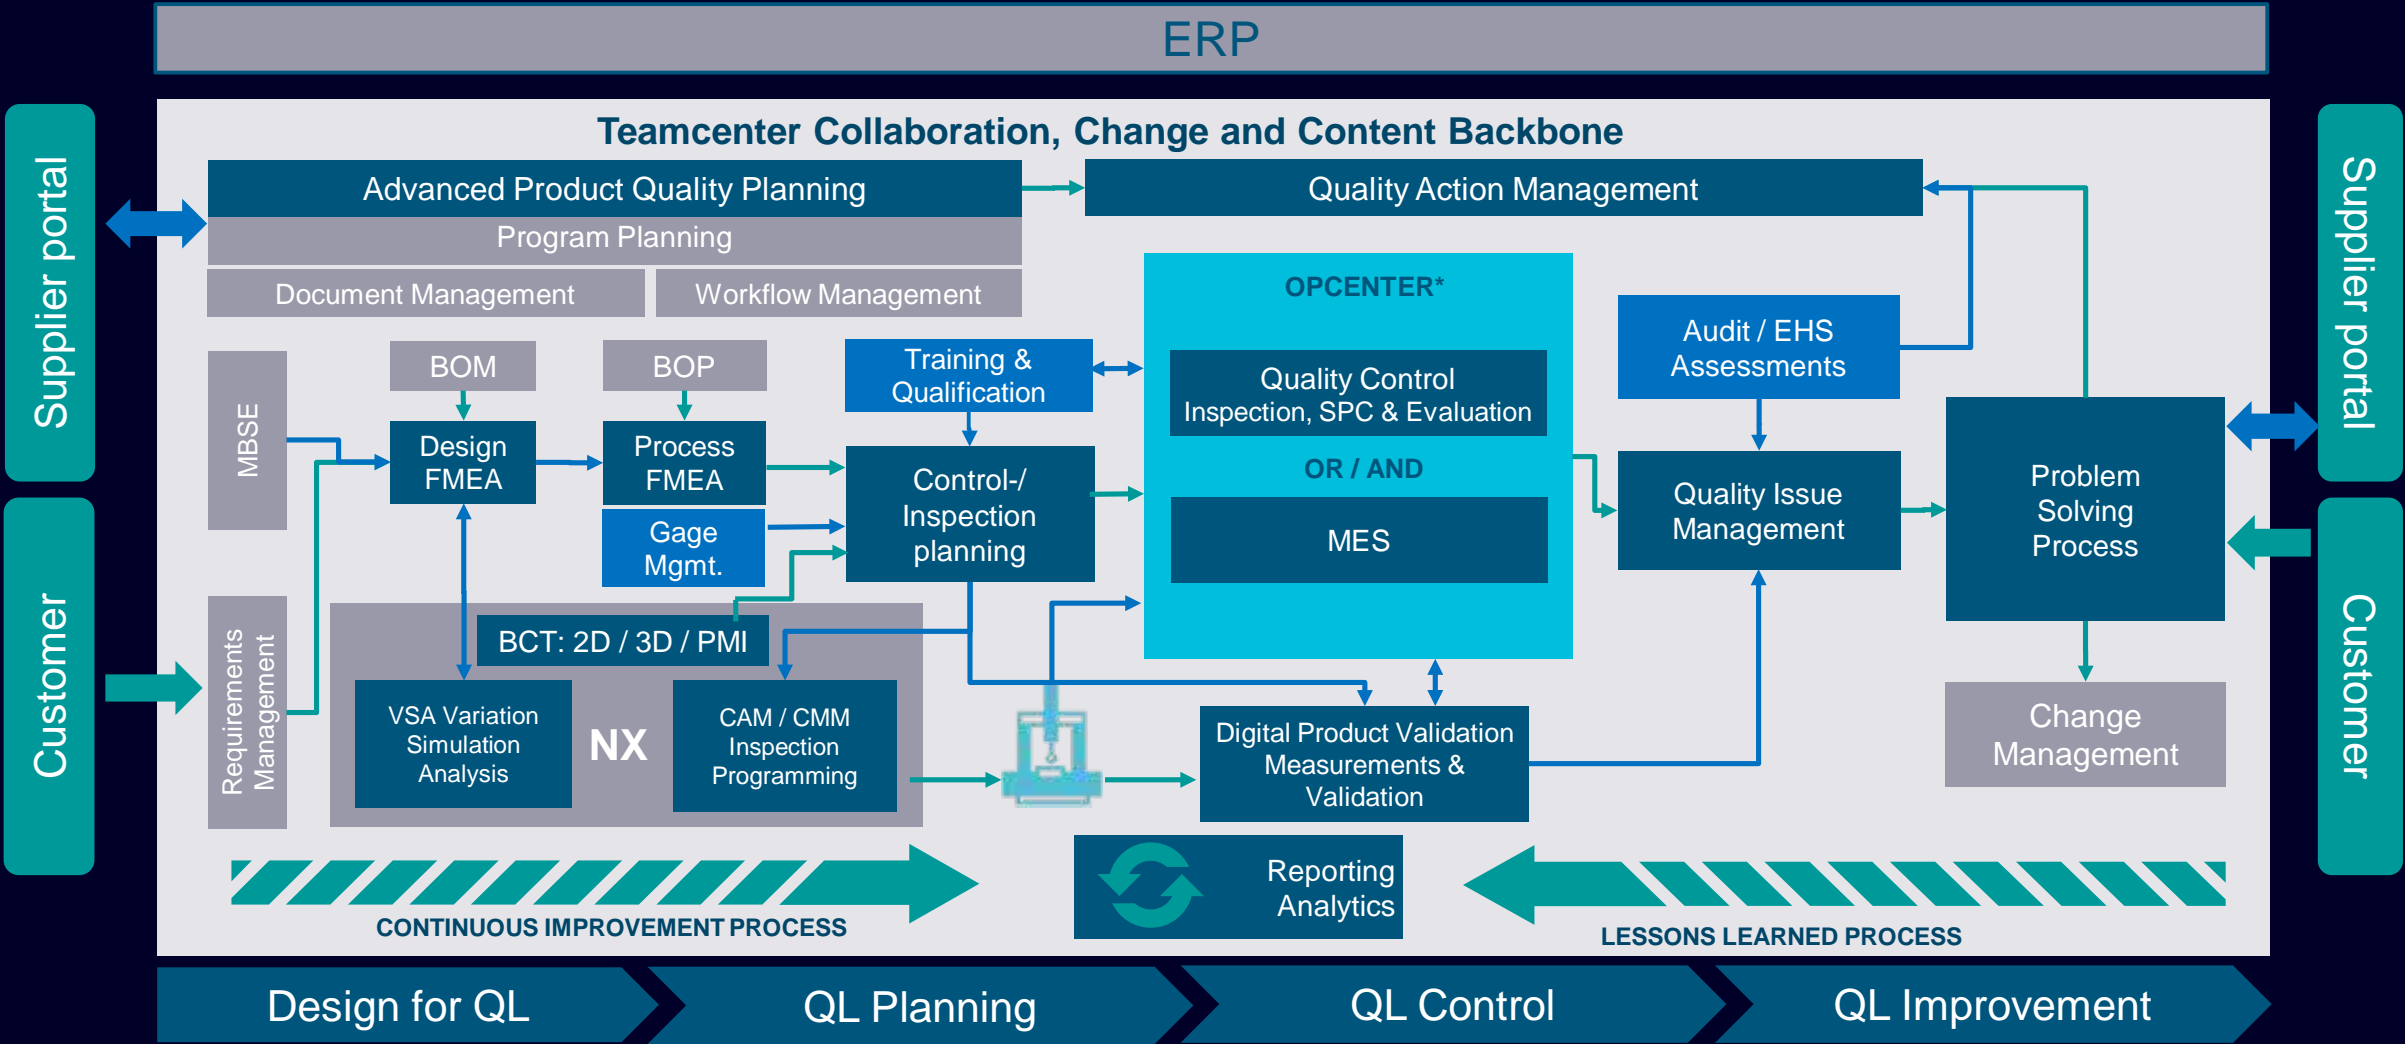 ERP
Teamcenter Collaboration, Change and Content Backbone
Supplier portal
Customer
Advanced Product Quality Planning
Program Planning
Document Management
Workflow Management
Quality Action Management
MBSE
Requirements
Management
BOM
Design
FMEA
BOP
Process
FMEA
Gage
Mgmt.
Training &
Qualification
Control-/
Inspection
planning
BCT: 2D / 3D / PMI
VSA Variation
Simulation
Analysis
NX
CAM / CMM
Inspection
Programming
OPCENTER*
Quality Control
Inspection, SPC & Evaluation
OR / AND
MES
Digital Product Validation
Measurements &
Validation
Audit / EHS
Assessments
Quality Issue
Management
Problem
Solving
Process
Change
Management
Supplier portal
Customer
CONTINUOUS IMPROVEMENT PROCESS
Reporting
Analytics
LESSONS LEARNED PROCESS
Design for QL
QL Planning
QL Control
QL Improvement